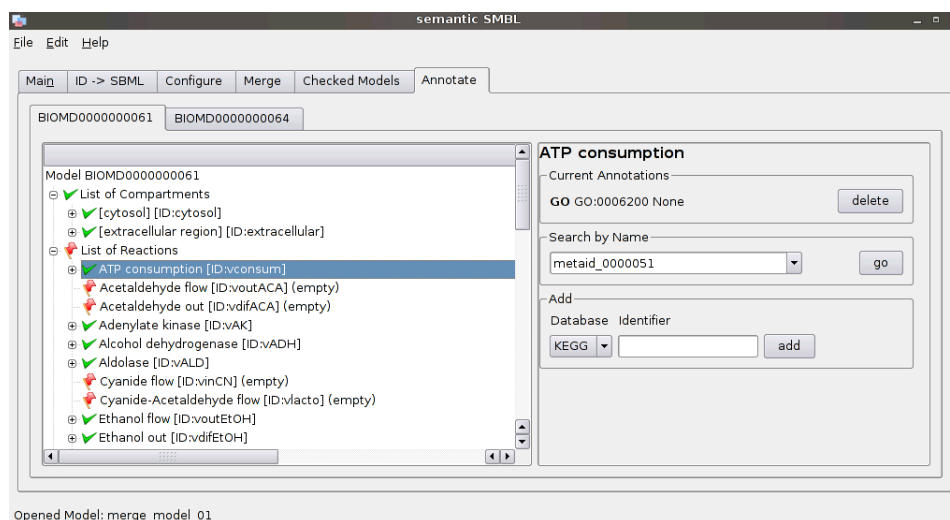 semantic SMBL
File Edit Help
Main ID -> SBML Configure Merge Checked Models Annotate
BIOMD0000000061 BIOMD0000000064
Model BIOMD0000000061
List of Compartments
[cytosol] [ID:cytosol]
[extracellular region] [ID:extracellular]
List of Reactions
ATP consumption [ID:vconsum]
Acetaldehyde flow [ID:voutACA] (empty)
Acetaldehyde out [ID:vdifACA] (empty)
Adenylate kinase [ID:vAK]
Alcohol dehydrogenase [ID:vADH]
Aldolase [ID:vALD]
Cyanide flow [ID:vinCN] (empty)
Cyanide-Acetaldehyde flow [ID:vlacto] (empty)
Ethanol flow [ID:voutEtOH]
Ethanol out [ID:vdifEtOH]
ATP consumption
Current Annotations
GO GO:0006200 None delete
Search by Name
metaid_0000051 go
Add
Database Identifier
KEGG add
Opened Model: merge_model_01